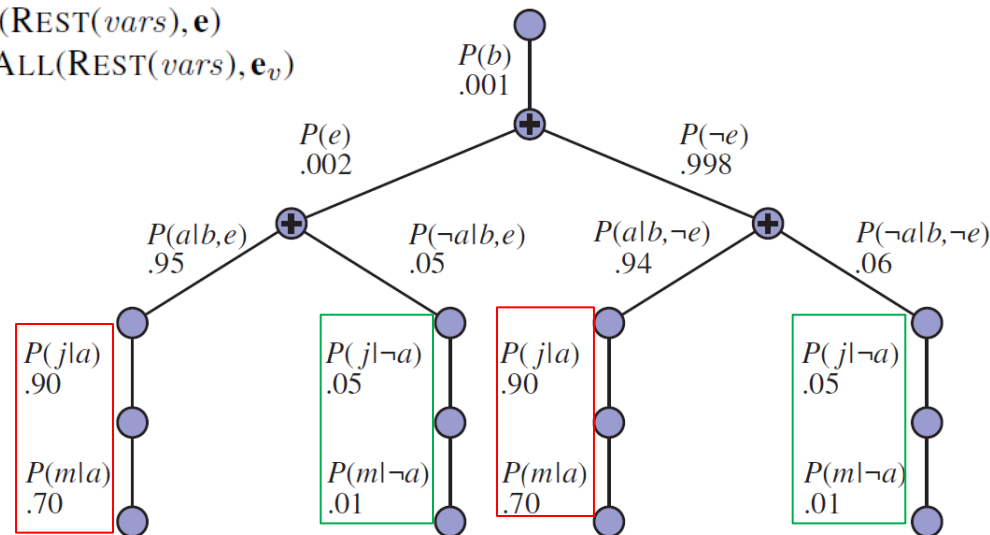 (REST(vars), e)
ALL(REST(vars), eᵥ)
P(b)
.001
P(e)
.002
P(¬e)
.998
P(a|b,e)
.95
P(¬a|b,e)
.05
P(a|b,¬e)
.94
P(¬a|b,¬e)
.06
P(j|a)
.90
P(j|¬a)
.05
P(j|a)
.90
P(j|¬a)
.05
P(m|a)
.70
P(m|¬a)
.01
P(m|a)
.70
P(m|¬a)
.01